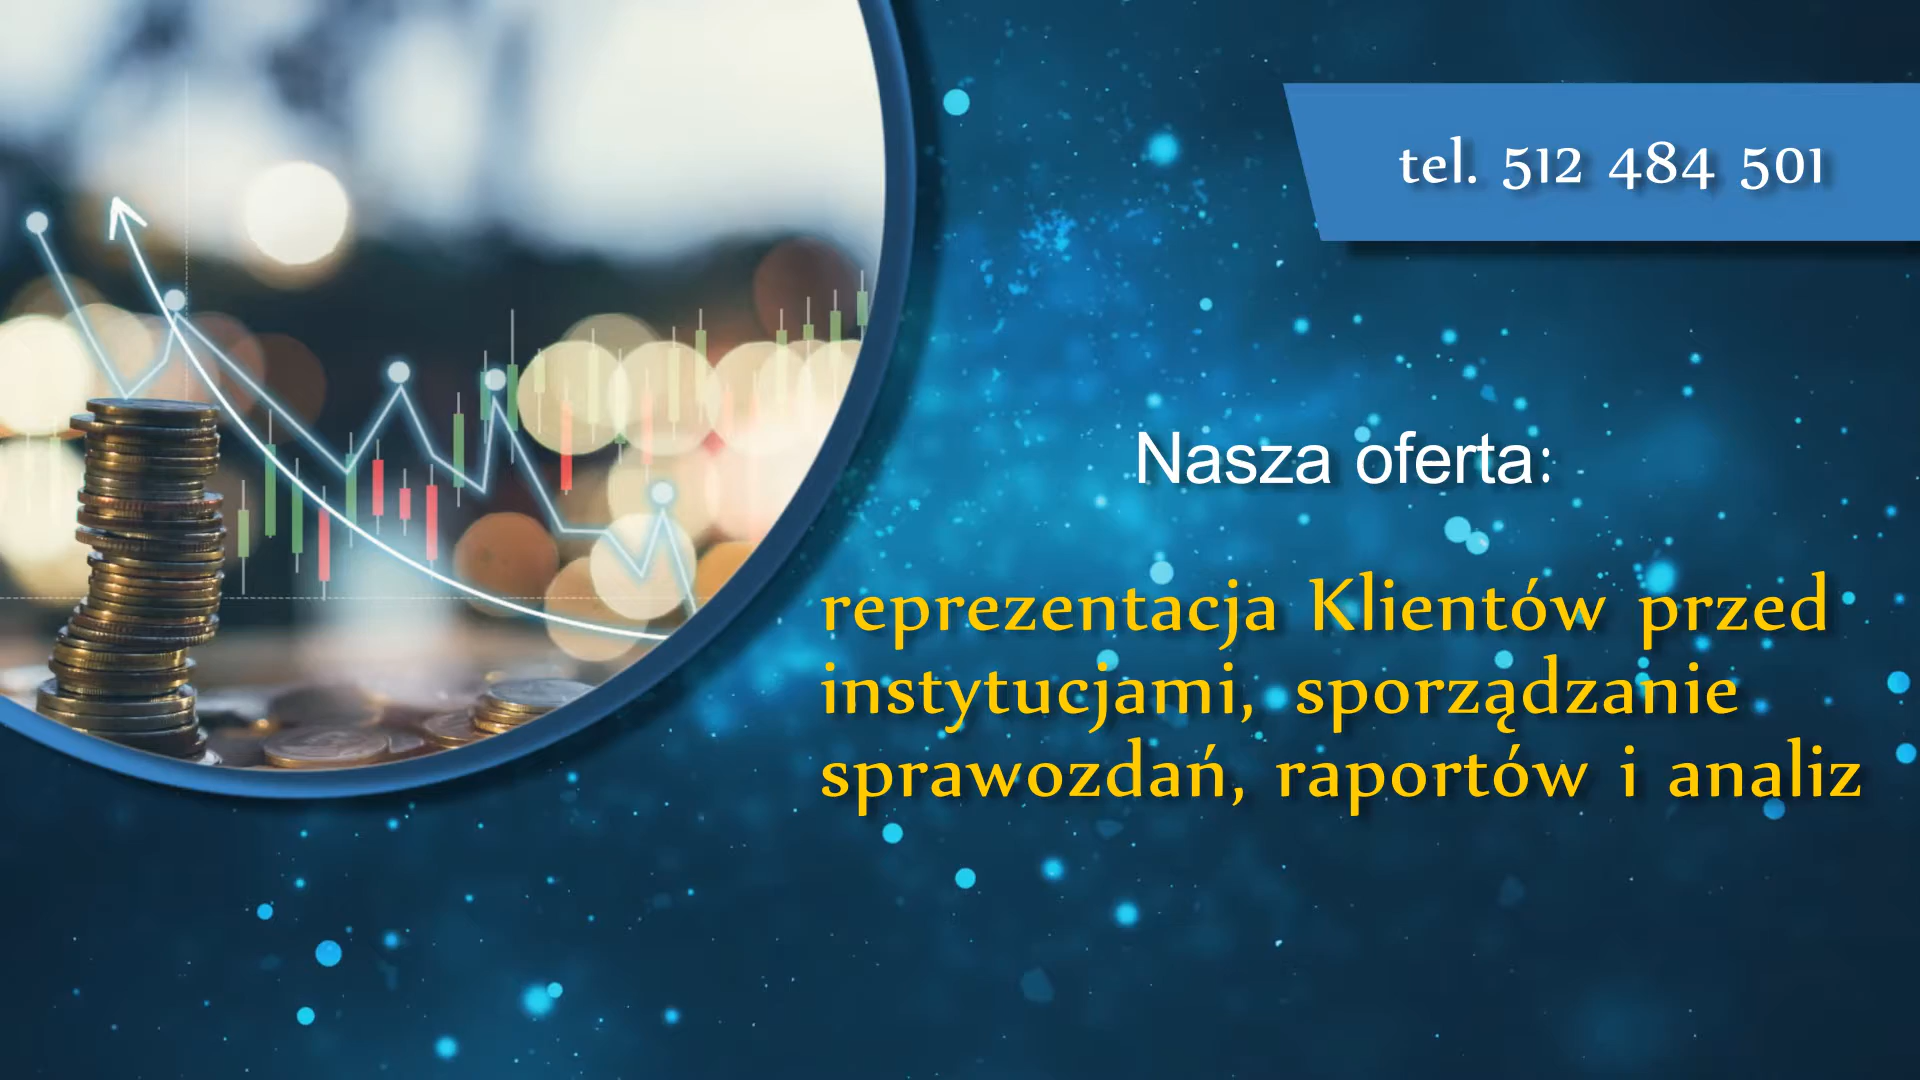 tel. 512 484 501
Nasza oferta:
reprezentacja Klientów przed
instytucjami, sporządzanie
sprawozdań, raportów i analiz